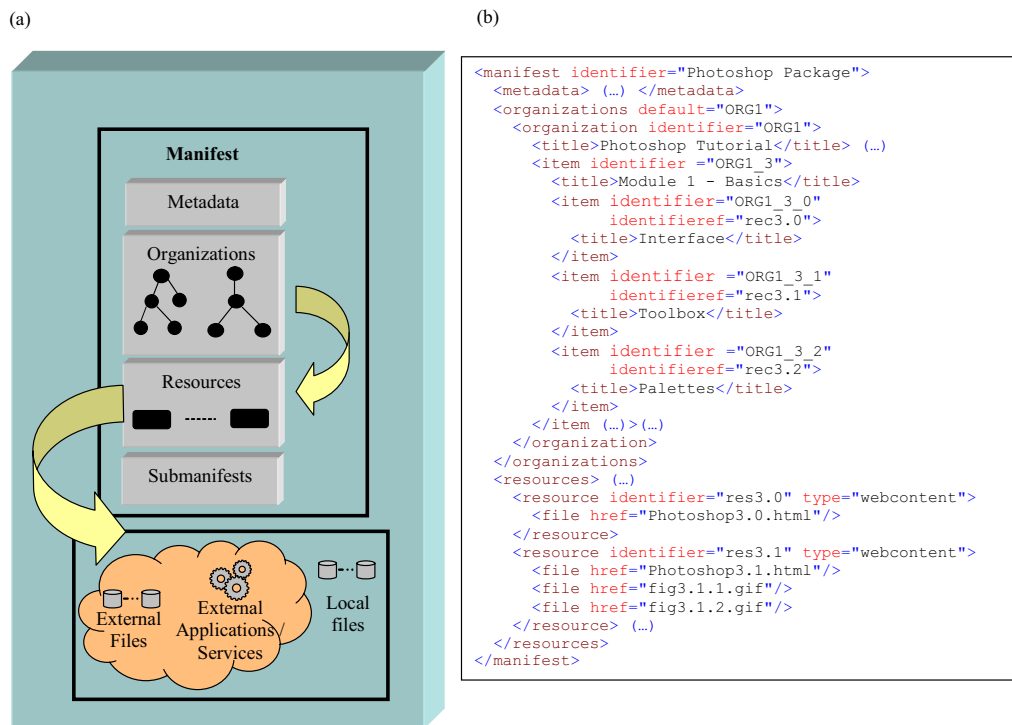 (a)
Manifest
Metadata
Organizations
Resources
Submanifests
External
Files
External
Applications/
Services
Local
files
(b)
<manifest identifier="Photoshop Package">
<metadata> (…) </metadata>
<organizations default="ORG1">
<organization identifier="ORG1">
<title>Photoshop Tutorial</title> (…)
<item identifier ="ORG1_3">
<title>Module 1 - Basics</title>
<item identifier="ORG1_3_0"
identifieref="rec3.0">
<title>Interface</title>
</item>
<item identifier ="ORG1_3_1"
identifieref="rec3.1">
<title>Toolbox</title>
</item>
<item identifier ="ORG1_3_2"
identifieref="rec3.2">
<title>Palettes</title>
</item>
</item (…)>(…)
</organization>
</organizations>
<resources> (…)
<resource identifier="res3.0" type="webcontent">
<file href="Photoshop3.0.html"/>
</resource>
<resource identifier="res3.1" type="webcontent">
<file href="Photoshop3.1.html"/>
<file href="fig3.1.1.gif"/>
<file href="fig3.1.2.gif"/>
</resource> (…)
</resources>
</manifest>